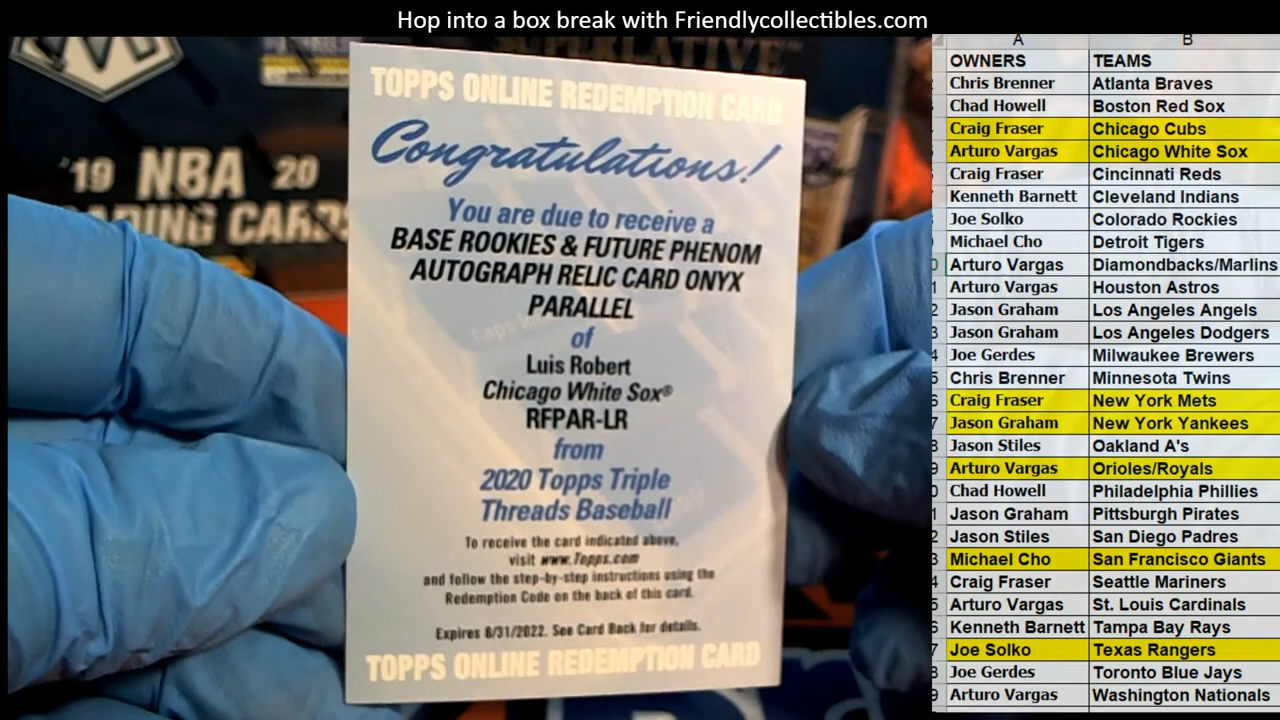 Hop into a box break with Friendlycollectibles.com
SUPERLATIVE
'19 NBA 20
TRADING CARDS
TOPPS ONLINE REDEMPTION CARD
Congratulations!
You are due to receive a
BASE ROOKIES & FUTURE PHENOM
AUTOGRAPH RELIC CARD ONYX
PARALLEL
of
Luis Robert
Chicago White Sox®
RFPAR-LR
from
2020 Topps Triple
Threads Baseball
To receive the card indicated above,
visit www.Topps.com
and follow the step-by-step instructions using the
Redemption Code on the back of this card.
Expires 8/31/2022. See Card Back for details.
TOPPS ONLINE REDEMPTION CARD
A B
OWNERS TEAMS
Chris Brenner Atlanta Braves
Chad Howell Boston Red Sox
Craig Fraser Chicago Cubs
Arturo Vargas Chicago White Sox
Craig Fraser Cincinnati Reds
Kenneth Barnett Cleveland Indians
Joe Solko Colorado Rockies
Michael Cho Detroit Tigers
Arturo Vargas Diamondbacks/Marlins
Arturo Vargas Houston Astros
Jason Graham Los Angeles Angels
Jason Graham Los Angeles Dodgers
Joe Gerdes Milwaukee Brewers
Chris Brenner Minnesota Twins
Craig Fraser New York Mets
Jason Graham New York Yankees
Jason Stiles Oakland A's
Arturo Vargas Orioles/Royals
Chad Howell Philadelphia Phillies
Jason Graham Pittsburgh Pirates
Jason Stiles San Diego Padres
Michael Cho San Francisco Giants
Craig Fraser Seattle Mariners
Arturo Vargas St. Louis Cardinals
Kenneth Barnett Tampa Bay Rays
Joe Solko Texas Rangers
Joe Gerdes Toronto Blue Jays
Arturo Vargas Washington Nationals